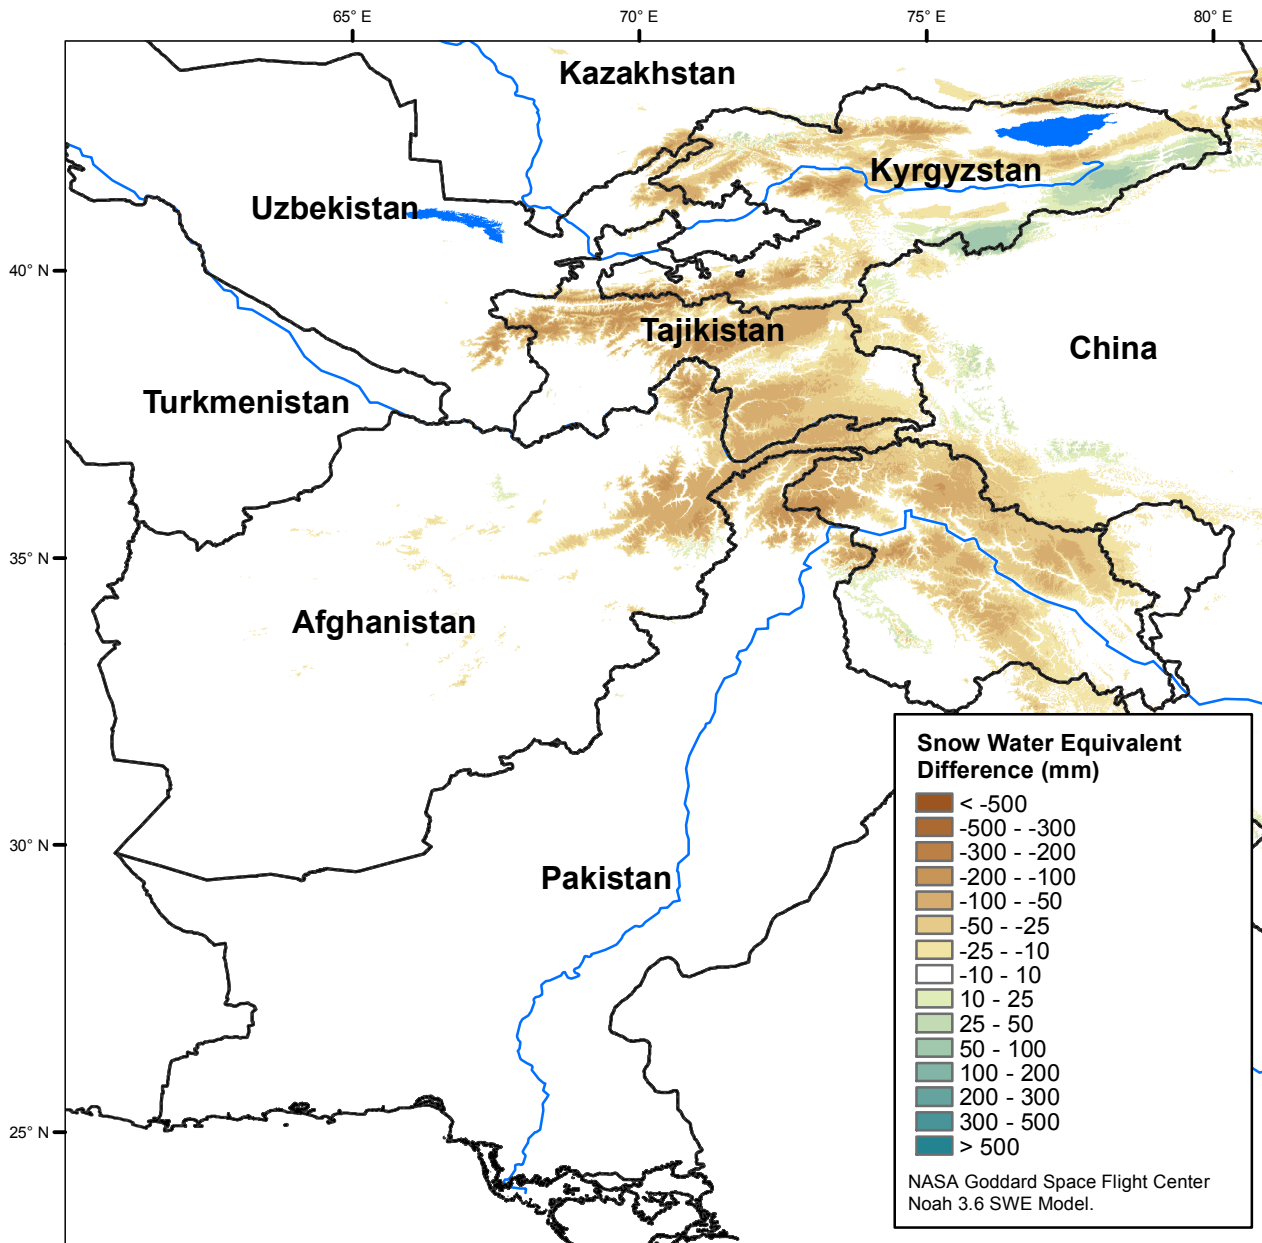 65° E
70° E
75° E
80° E
Kazakhstan
Kyrgyzstan
Uzbekistan
40° N
Tajikistan
China
Turkmenistan
35° N
Afghanistan
Snow Water Equivalent
Difference (mm)
< -500
-500 - -300
-300 - -200
-200 - -100
-100 - -50
-50 - -25
-25 - -10
-10 - 10
10 - 25
25 - 50
50 - 100
100 - 200
200 - 300
300 - 500
> 500
NASA Goddard Space Flight Center
Noah 3.6 SWE Model.
30° N
Pakistan
25° N